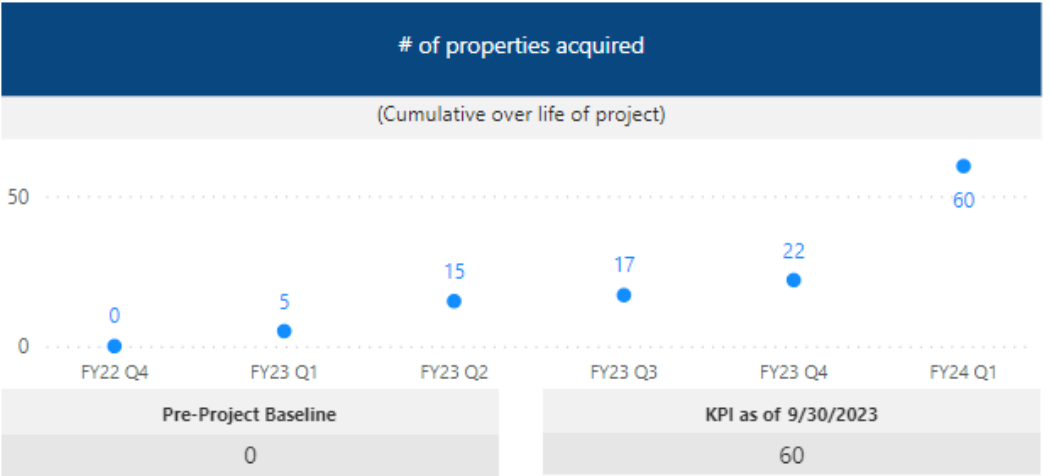 # of properties acquired
(Cumulative over life of project)
50
60
22
17
15
5
0
0
FY22 Q4 FY23 Q1 FY23 Q2 FY23 Q3 FY23 Q4 FY24 Q1
Pre-Project Baseline KPI as of 9/30/2023
0 60